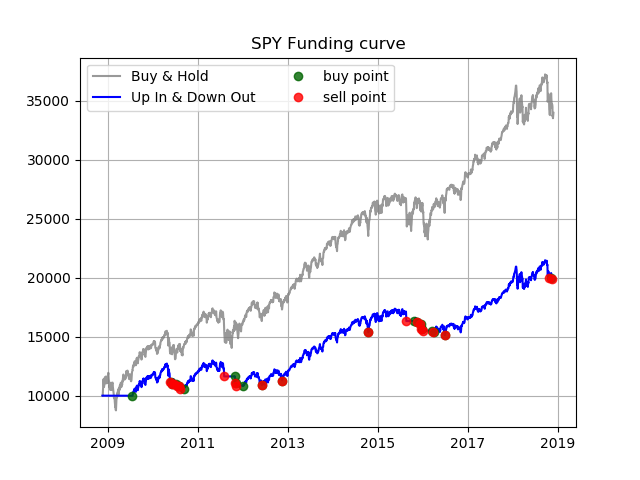 SPY Funding curve
Buy & Hold
Up In & Down Out
buy point
sell point
35000
30000
25000
20000
15000
10000
2009 2011 2013 2015 2017 2019